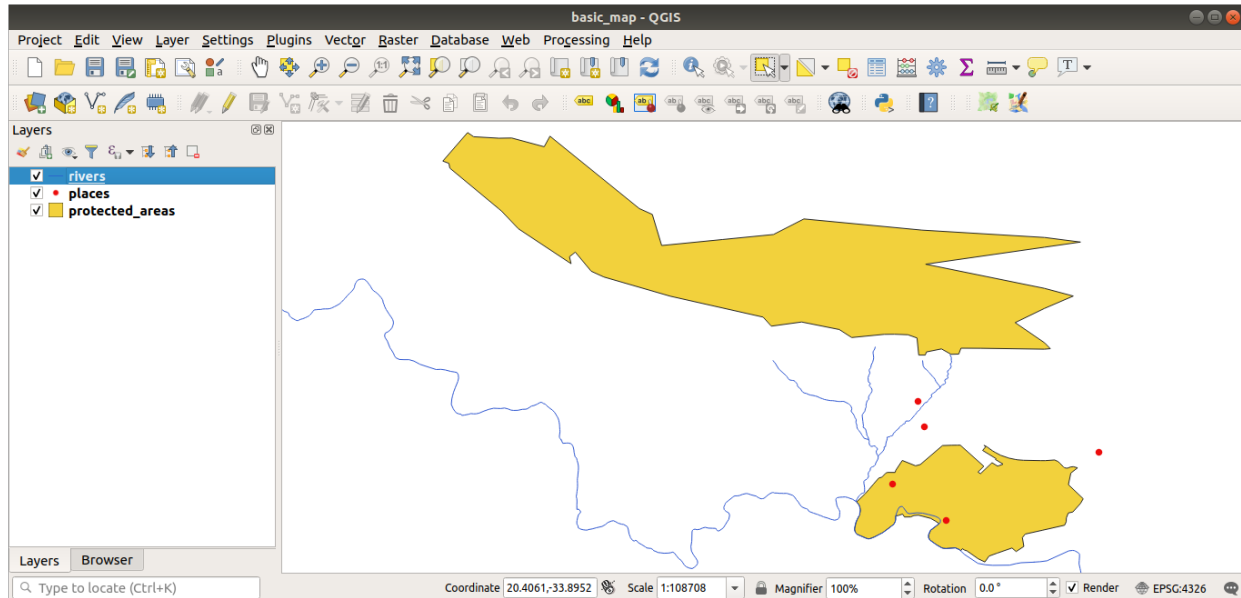 basic_map - QGIS
Project Edit View Layer Settings Plugins Vector Raster Database Web Processing Help
Layers
rivers
places
protected_areas
Layers Browser
Type to locate (Ctrl+K) Coordinate 20.4061,-33.8952 Scale 1:108708 Magnifier 100% Rotation 0.0 ° Render EPSG:4326